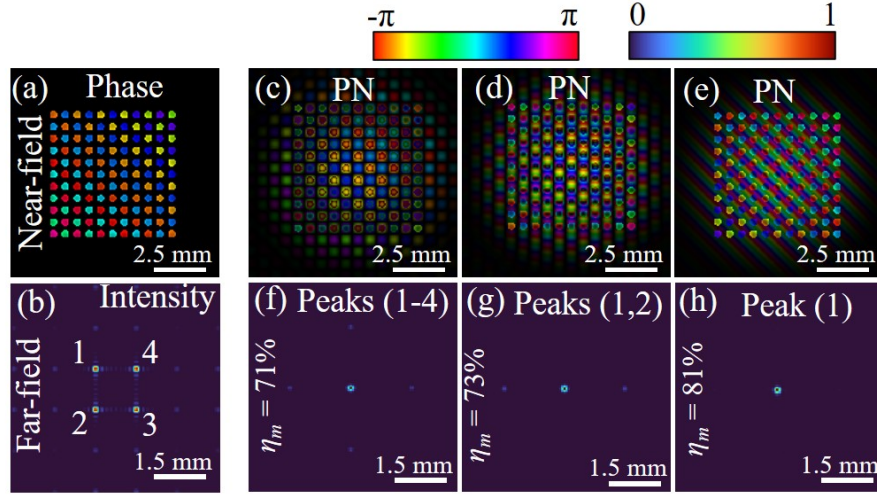 -π π 0 1
(a) Phase (c) PN (d) PN (e) PN
Near-field
2.5 mm 2.5 mm 2.5 mm 2.5 mm
(b) Intensity (f) Peaks (1-4) (g) Peaks (1,2) (h) Peak (1)
Far-field
1 4
2 3
ηm = 71% ηm = 73% ηm = 81%
1.5 mm 1.5 mm 1.5 mm 1.5 mm